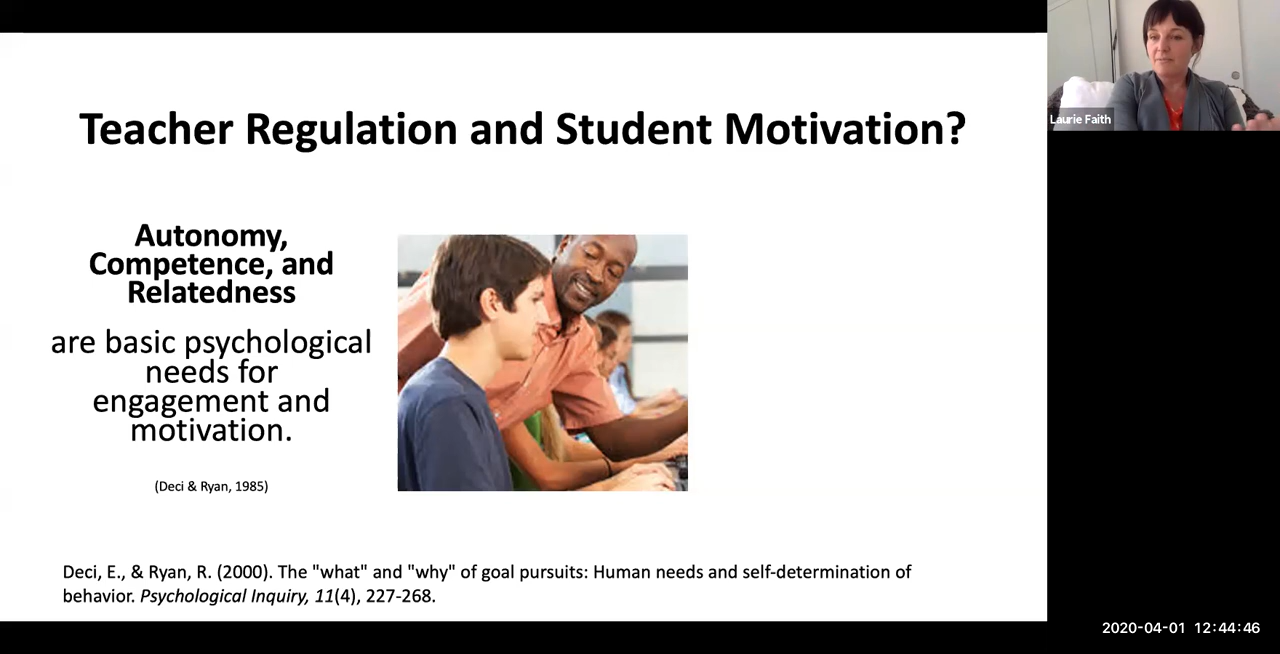 Teacher Regulation and Student Motivation?
Autonomy,
Competence, and
Relatedness
are basic psychological
needs for
engagement and
motivation.
(Deci & Ryan, 1985)
Deci, E., & Ryan, R. (2000). The "what" and "why" of goal pursuits: Human needs and self-determination of
behavior. Psychological Inquiry, 11(4), 227-268.
Laurie Faith
2020-04-01 12:44:46